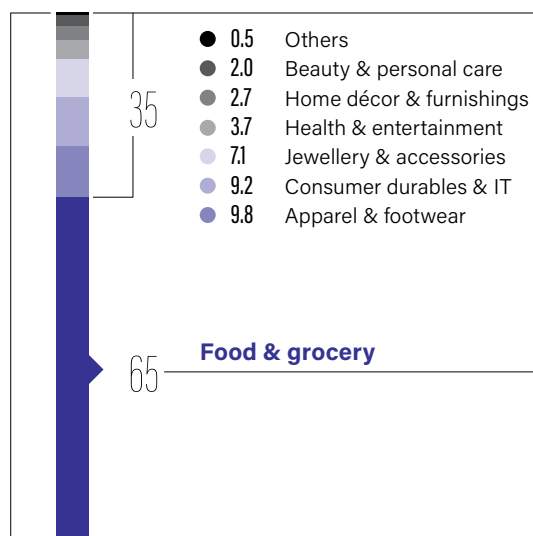 0.5 Others
2.0 Beauty & personal care
2.7 Home décor & furnishings
35
3.7 Health & entertainment
7.1 Jewellery & accessories
9.2 Consumer durables & IT
9.8 Apparel & footwear
Food & grocery
65